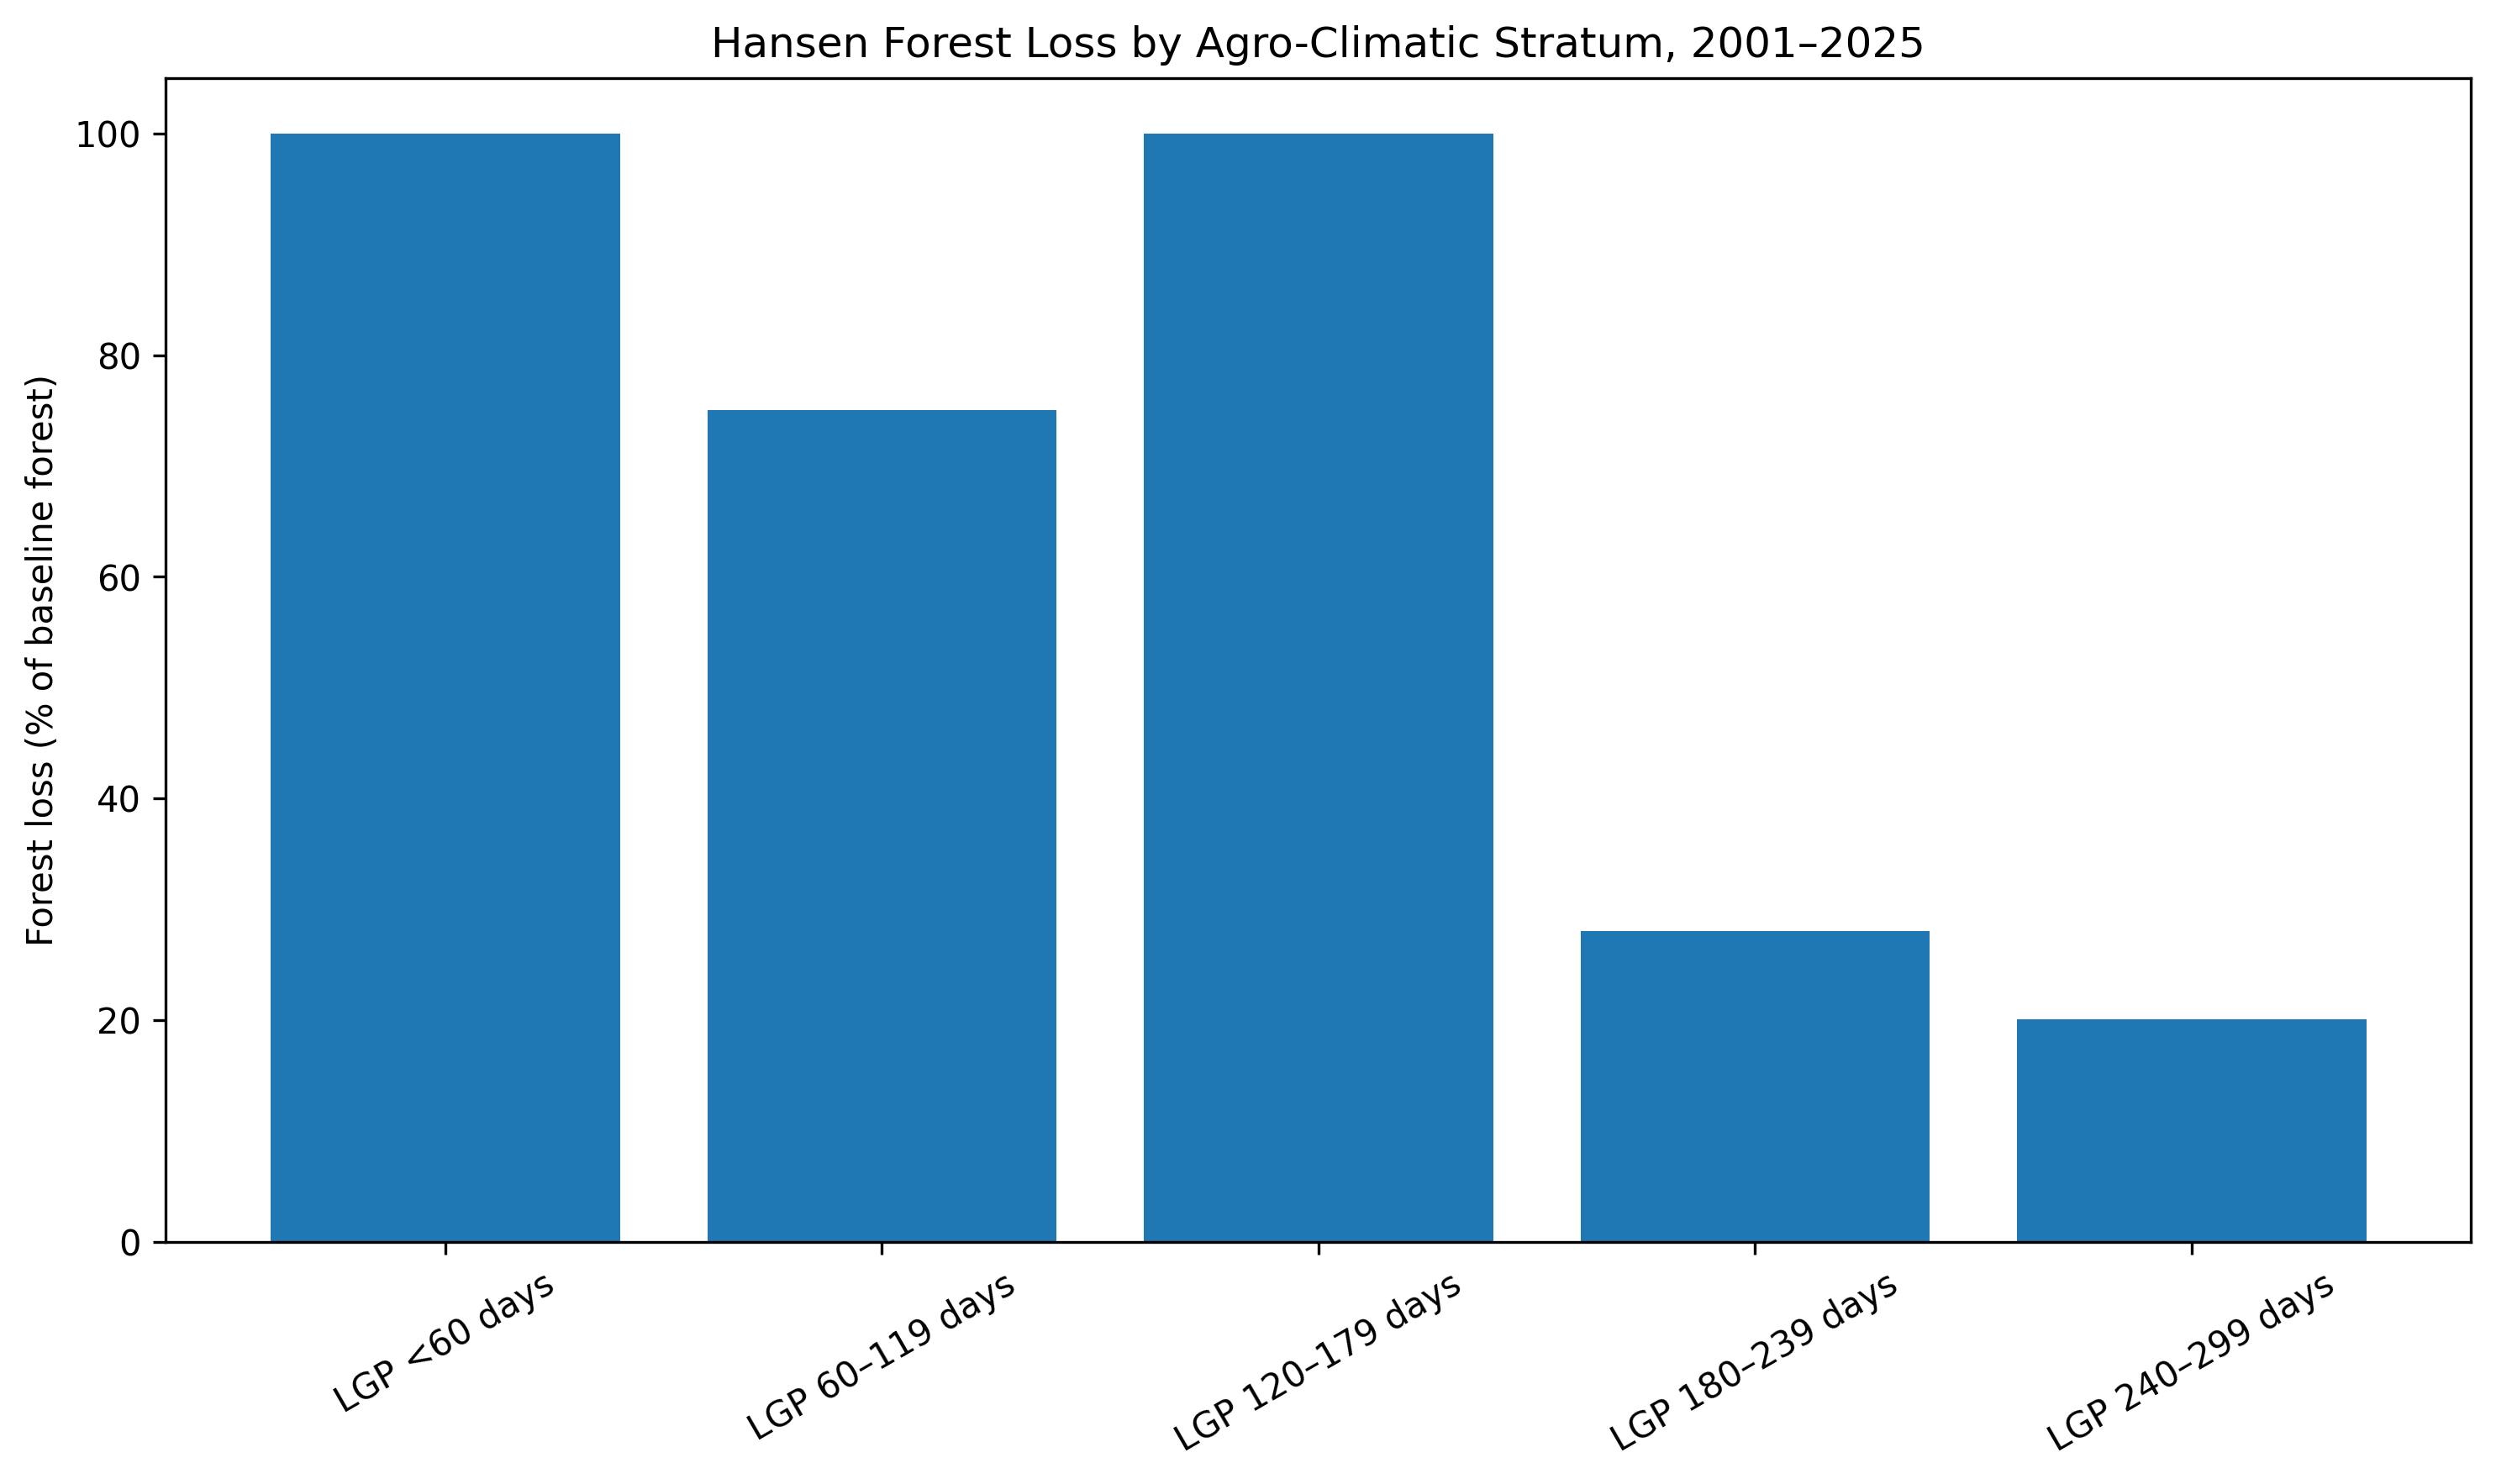 Hansen Forest Loss by Agro-Climatic Stratum, 2001–2025
Forest loss (% of baseline forest)
100
80
60
40
20
0
LGP <60 days
LGP 60–119 days
LGP 120–179 days
LGP 180–239 days
LGP 240–299 days